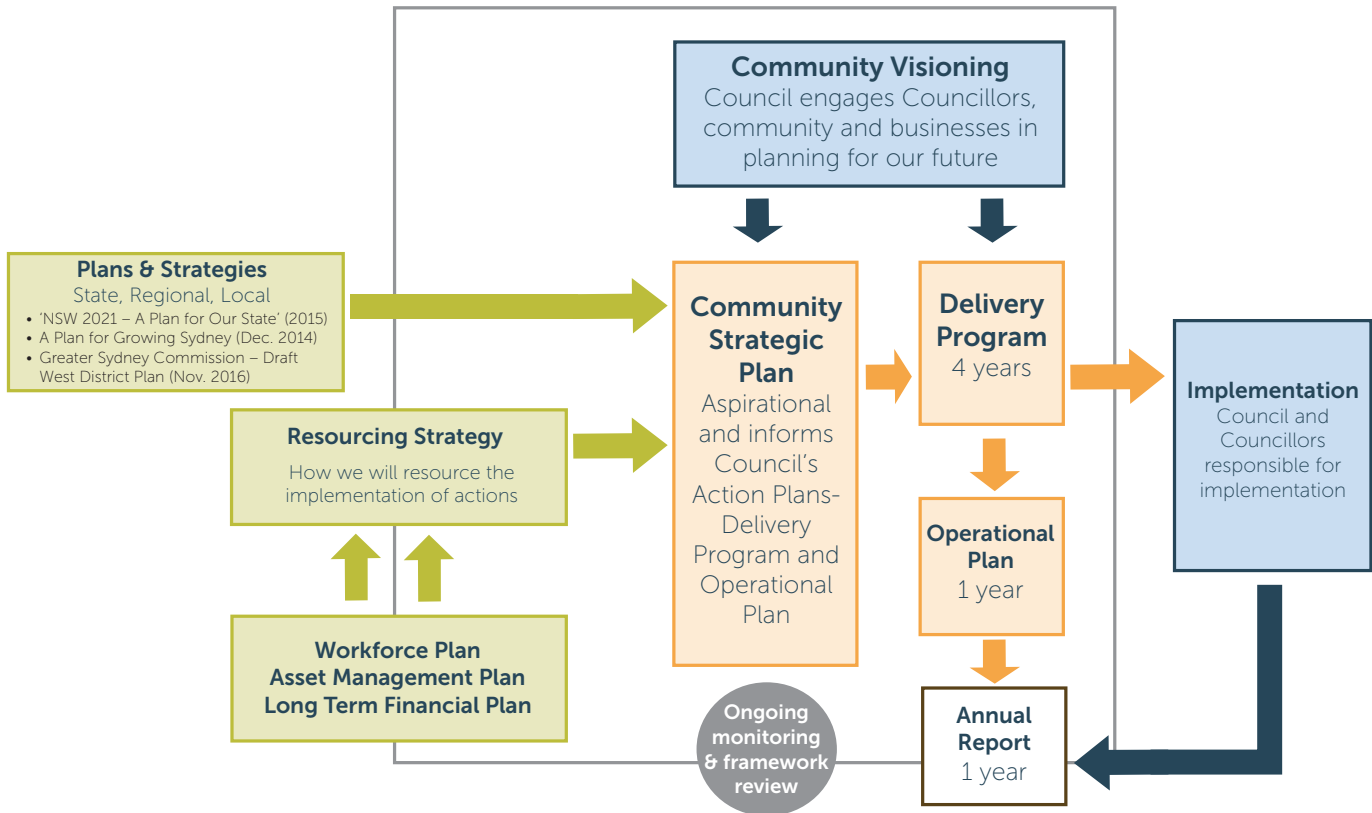 Community Visioning
Council engages Councillors,
community and businesses in
planning for our future
Plans & Strategies
State, Regional, Local
• ‘NSW 2021 – A Plan for Our State’ (2015)
• A Plan for Growing Sydney (Dec. 2014)
• Greater Sydney Commission – Draft
West District Plan (Nov. 2016)
Resourcing Strategy
How we will resource the
implementation of actions
Workforce Plan
Asset Management Plan
Long Term Financial Plan
Community
Strategic
Plan
Aspirational
and informs
Council’s
Action Plans-
Delivery
Program and
Operational
Plan
Delivery
Program
4 years
Operational
Plan
1 year
Annual
Report
1 year
Implementation
Council and
Councillors
responsible for
implementation
Ongoing
monitoring
& framework
review